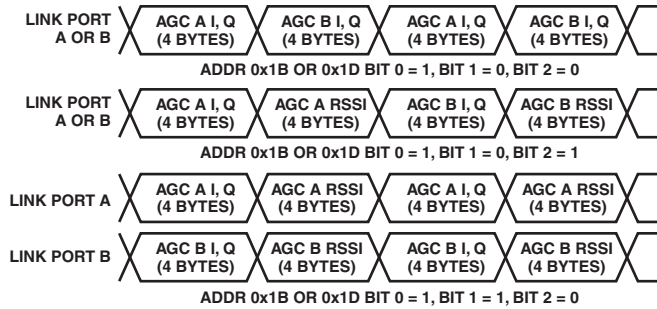 LINK PORT
A OR B
AGC A I, Q
(4 BYTES)
AGC B I, Q
(4 BYTES)
AGC A I, Q
(4 BYTES)
AGC B I, Q
(4 BYTES)
ADDR 0x1B OR 0x1D BIT 0 = 1, BIT 1 = 0, BIT 2 = 0
LINK PORT
A OR B
AGC A I, Q
(4 BYTES)
AGC A RSSI
(4 BYTES)
AGC B I, Q
(4 BYTES)
AGC B RSSI
(4 BYTES)
ADDR 0x1B OR 0x1D BIT 0 = 1, BIT 1 = 0, BIT 2 = 1
LINK PORT A
AGC A I, Q
(4 BYTES)
AGC A RSSI
(4 BYTES)
AGC A I, Q
(4 BYTES)
AGC A RSSI
(4 BYTES)
LINK PORT B
AGC B I, Q
(4 BYTES)
AGC B RSSI
(4 BYTES)
AGC B I, Q
(4 BYTES)
AGC B RSSI
(4 BYTES)
ADDR 0x1B OR 0x1D BIT 0 = 1, BIT 1 = 1, BIT 2 = 0